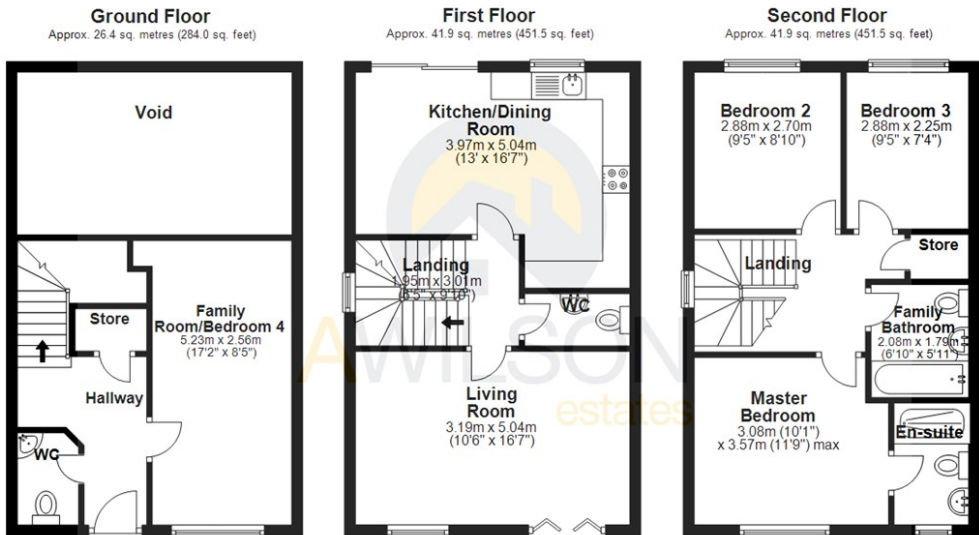 Ground Floor
Approx. 26.4 sq. metres (284.0 sq. feet)
Void
Store
Family
Room/Bedroom 4
5.23m x 2.56m
(17'2" x 8'5")
Hallway
WC
First Floor
Approx. 41.9 sq. metres (451.5 sq. feet)
Kitchen/Dining
Room
3.97m x 5.04m
(13' x 16'7")
Landing
1.95m x 3.01m
(6'5" x 9'10")
WC
Living
Room
3.19m x 5.04m
(10'6" x 16'7")
Second Floor
Approx. 41.9 sq. metres (451.5 sq. feet)
Bedroom 2
2.88m x 2.70m
(9'5" x 8'10")
Bedroom 3
2.88m x 2.25m
(9'5" x 7'4")
Store
Landing
Family
Bathroom
2.08m x 1.79m
(6'10" x 5'11")
Master
Bedroom
3.08m (10'1")
x 3.57m (11'9") max
En-suite
AWILSON
estates